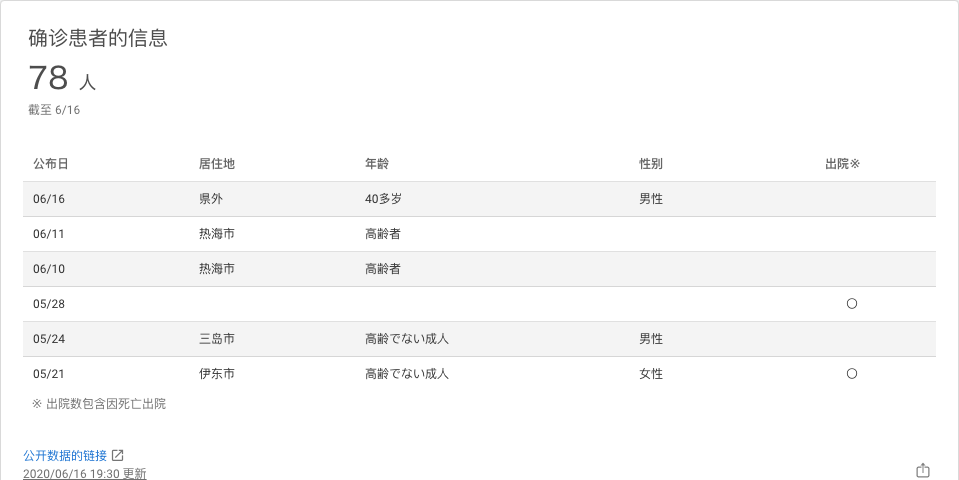 确诊患者的信息
78 人
截至 6/16
公布日 居住地 年龄 性别 出院※
06/16 県外 40多岁 男性
06/11 热海市 高齢者
06/10 热海市 高齢者
05/28 〇
05/24 三岛市 高齢でない成人 男性
05/21 伊东市 高齢でない成人 女性 〇
※ 出院数包含因死亡出院
公开数据的链接
2020/06/16 19:30 更新